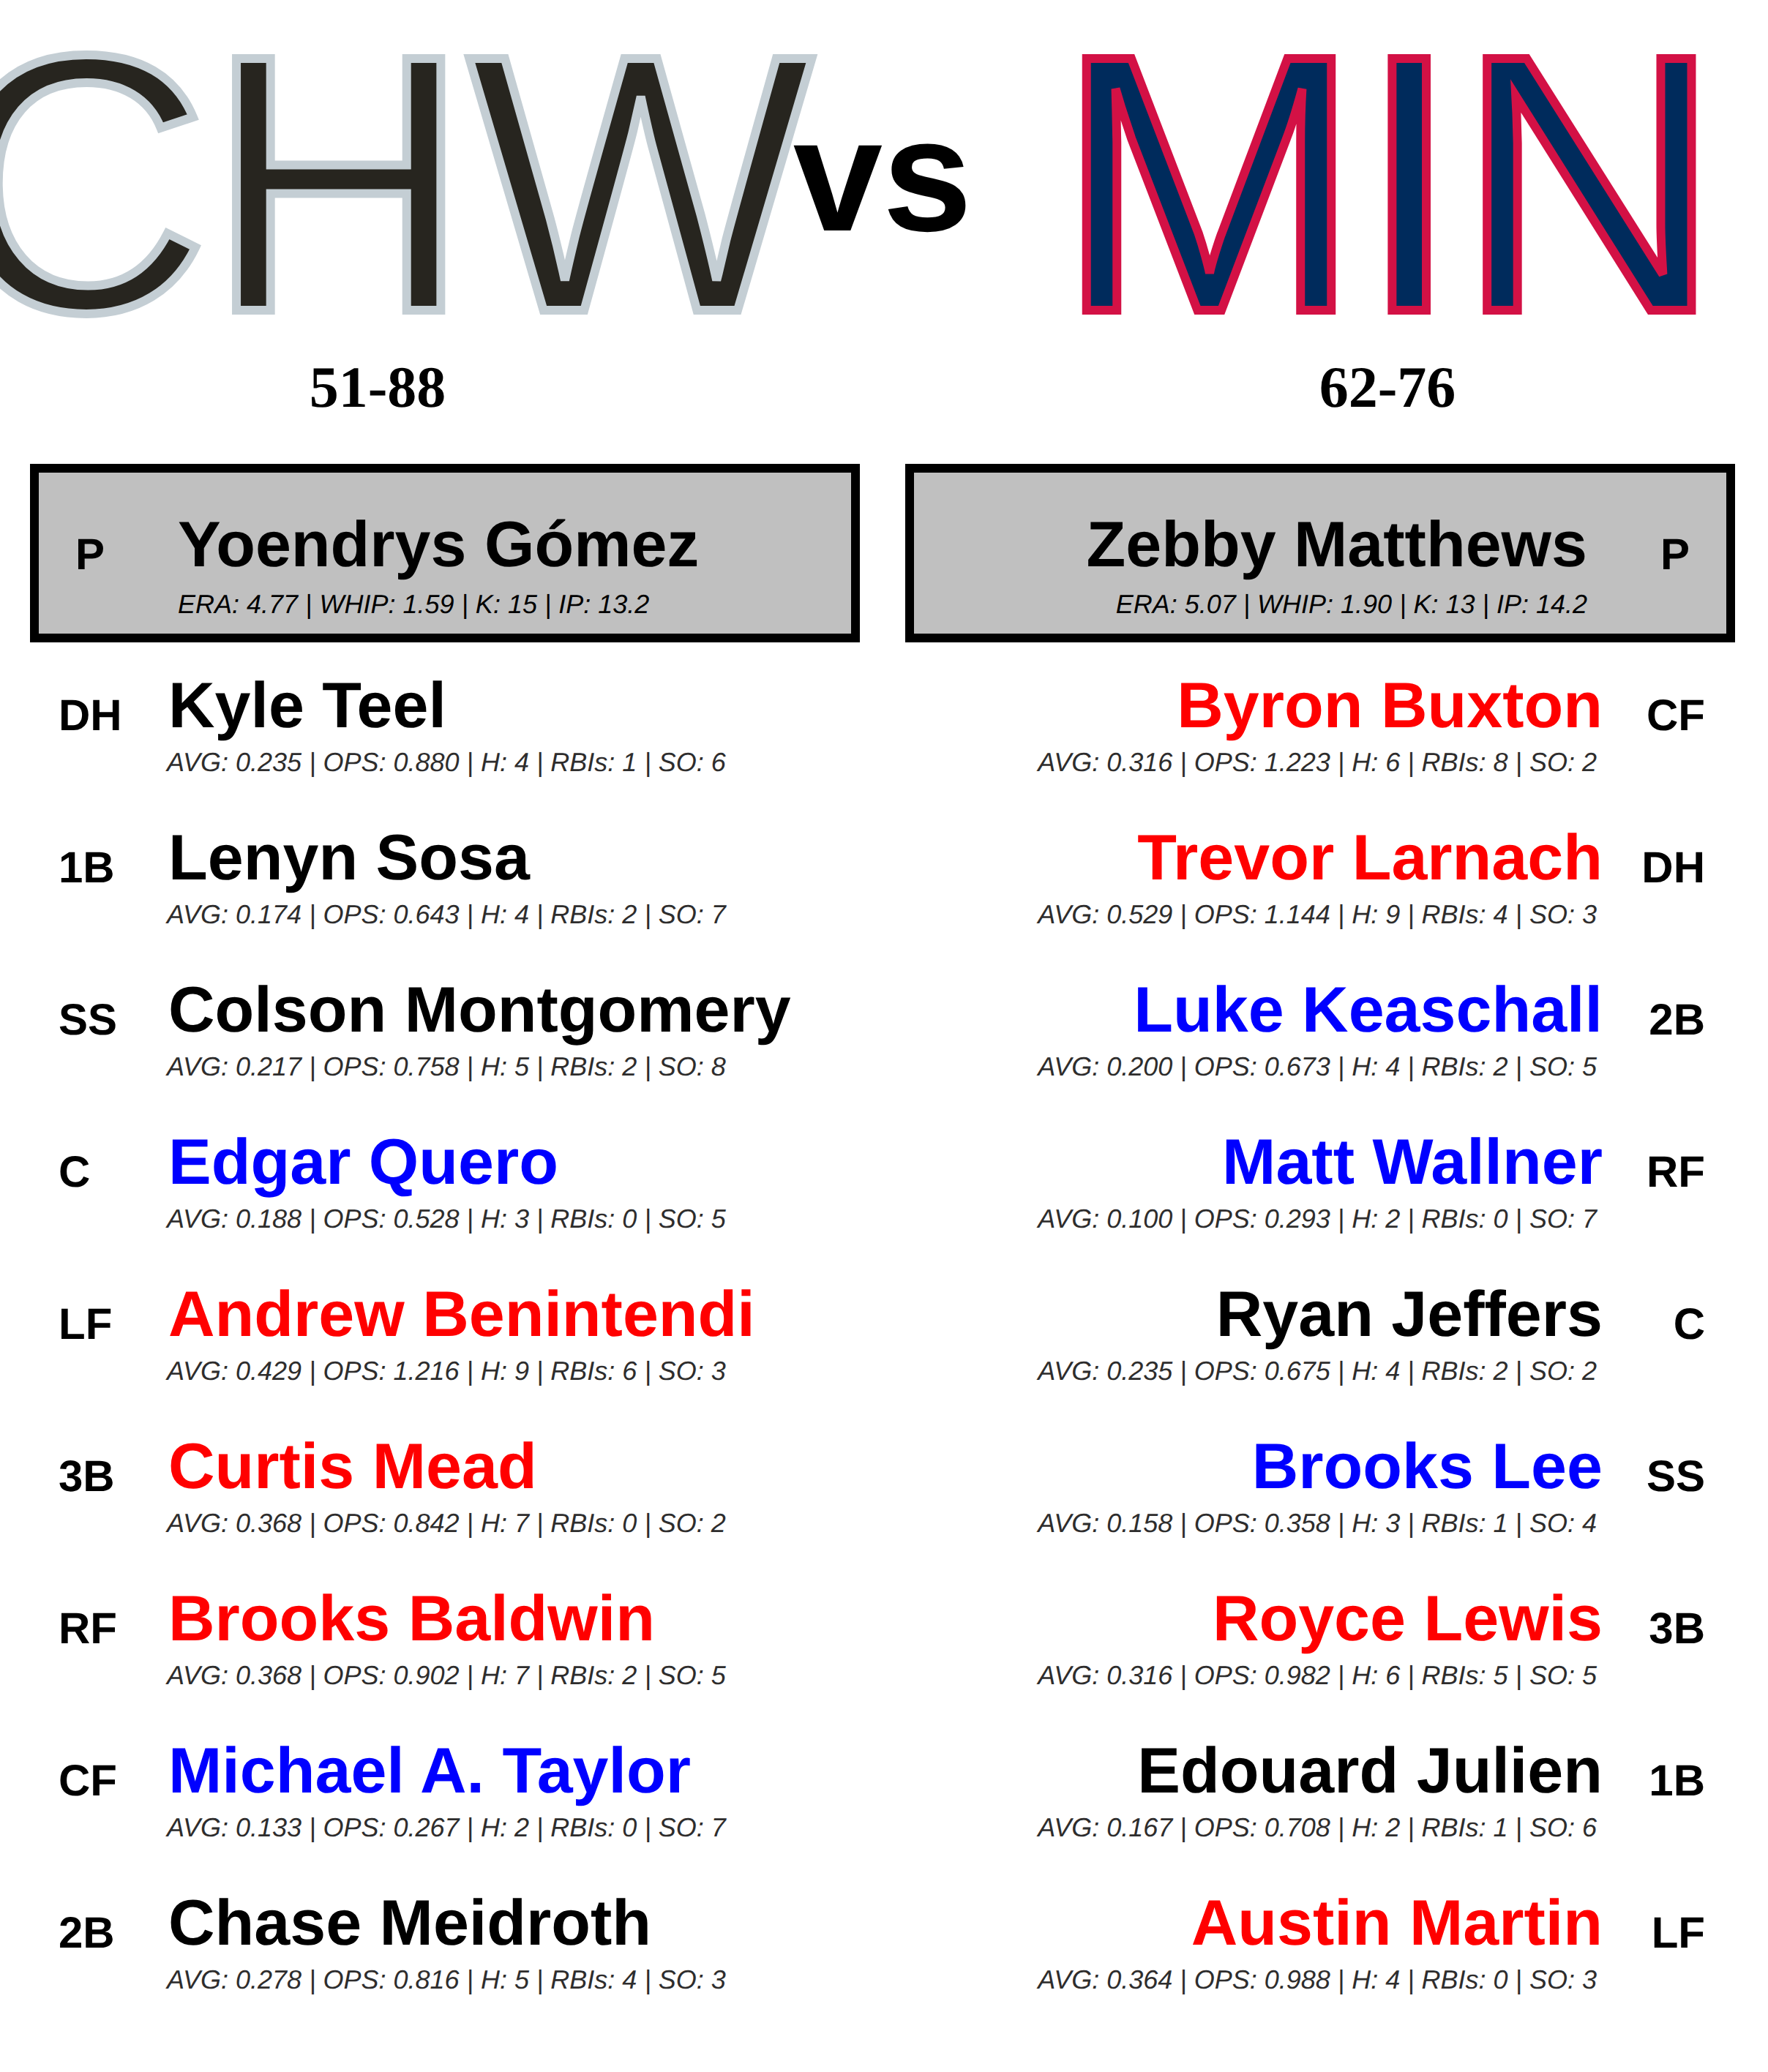 CHW vs MIN
51-88
62-76
P Yoendrys Gómez
ERA: 4.77 | WHIP: 1.59 | K: 15 | IP: 13.2
Zebby Matthews P
ERA: 5.07 | WHIP: 1.90 | K: 13 | IP: 14.2
DH Kyle Teel
AVG: 0.235 | OPS: 0.880 | H: 4 | RBIs: 1 | SO: 6
1B Lenyn Sosa
AVG: 0.174 | OPS: 0.643 | H: 4 | RBIs: 2 | SO: 7
SS Colson Montgomery
AVG: 0.217 | OPS: 0.758 | H: 5 | RBIs: 2 | SO: 8
C Edgar Quero
AVG: 0.188 | OPS: 0.528 | H: 3 | RBIs: 0 | SO: 5
LF Andrew Benintendi
AVG: 0.429 | OPS: 1.216 | H: 9 | RBIs: 6 | SO: 3
3B Curtis Mead
AVG: 0.368 | OPS: 0.842 | H: 7 | RBIs: 0 | SO: 2
RF Brooks Baldwin
AVG: 0.368 | OPS: 0.902 | H: 7 | RBIs: 2 | SO: 5
CF Michael A. Taylor
AVG: 0.133 | OPS: 0.267 | H: 2 | RBIs: 0 | SO: 7
2B Chase Meidroth
AVG: 0.278 | OPS: 0.816 | H: 5 | RBIs: 4 | SO: 3
Byron Buxton CF
AVG: 0.316 | OPS: 1.223 | H: 6 | RBIs: 8 | SO: 2
Trevor Larnach DH
AVG: 0.529 | OPS: 1.144 | H: 9 | RBIs: 4 | SO: 3
Luke Keaschall 2B
AVG: 0.200 | OPS: 0.673 | H: 4 | RBIs: 2 | SO: 5
Matt Wallner RF
AVG: 0.100 | OPS: 0.293 | H: 2 | RBIs: 0 | SO: 7
Ryan Jeffers C
AVG: 0.235 | OPS: 0.675 | H: 4 | RBIs: 2 | SO: 2
Brooks Lee SS
AVG: 0.158 | OPS: 0.358 | H: 3 | RBIs: 1 | SO: 4
Royce Lewis 3B
AVG: 0.316 | OPS: 0.982 | H: 6 | RBIs: 5 | SO: 5
Edouard Julien 1B
AVG: 0.167 | OPS: 0.708 | H: 2 | RBIs: 1 | SO: 6
Austin Martin LF
AVG: 0.364 | OPS: 0.988 | H: 4 | RBIs: 0 | SO: 3